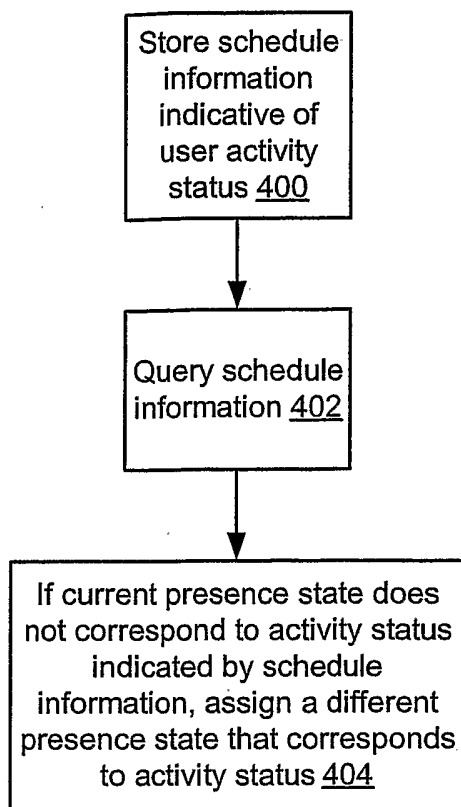 Store schedule
information
indicative of
user activity
status 400
Query schedule
information 402
If current presence state does
not correspond to activity status
indicated by schedule
information, assign a different
presence state that corresponds
to activity status 404